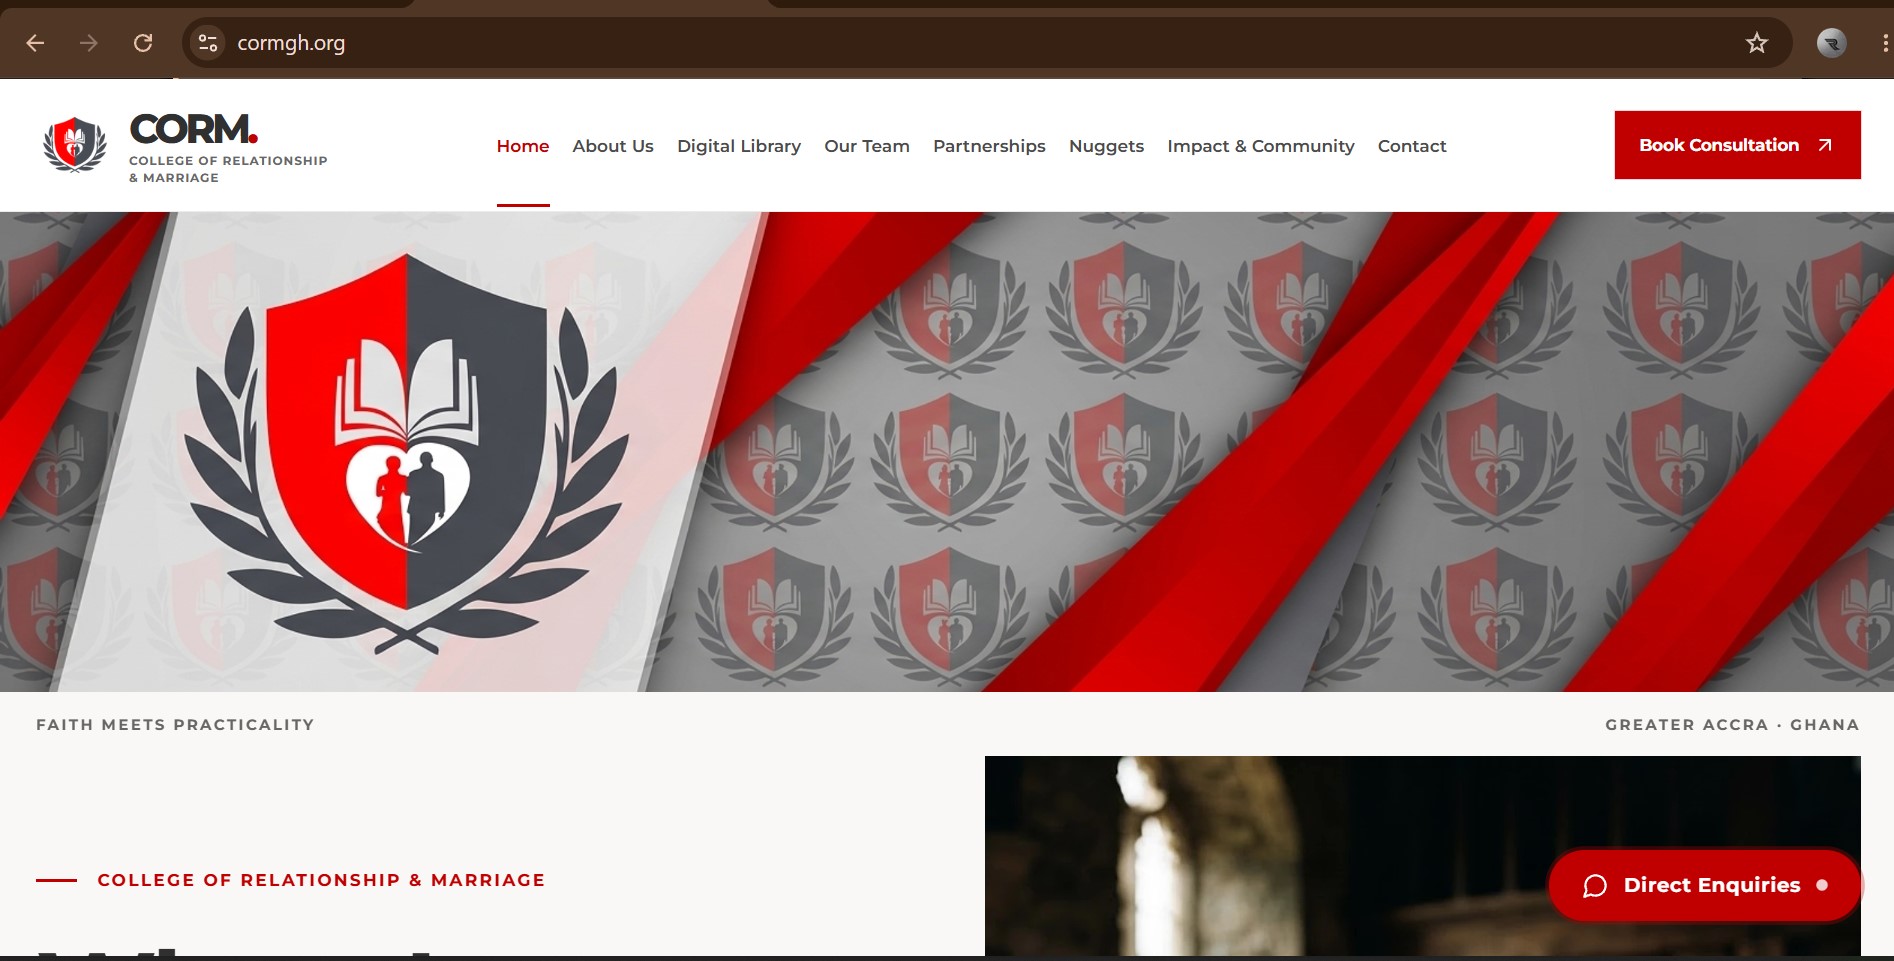 cormgh.org
CORM.
COLLEGE OF RELATIONSHIP
& MARRIAGE
Home
About Us
Digital Library
Our Team
Partnerships
Nuggets
Impact & Community
Contact
Book Consultation
FAITH MEETS PRACTICALITY
GREATER ACCRA · GHANA
COLLEGE OF RELATIONSHIP & MARRIAGE
Direct Enquiries